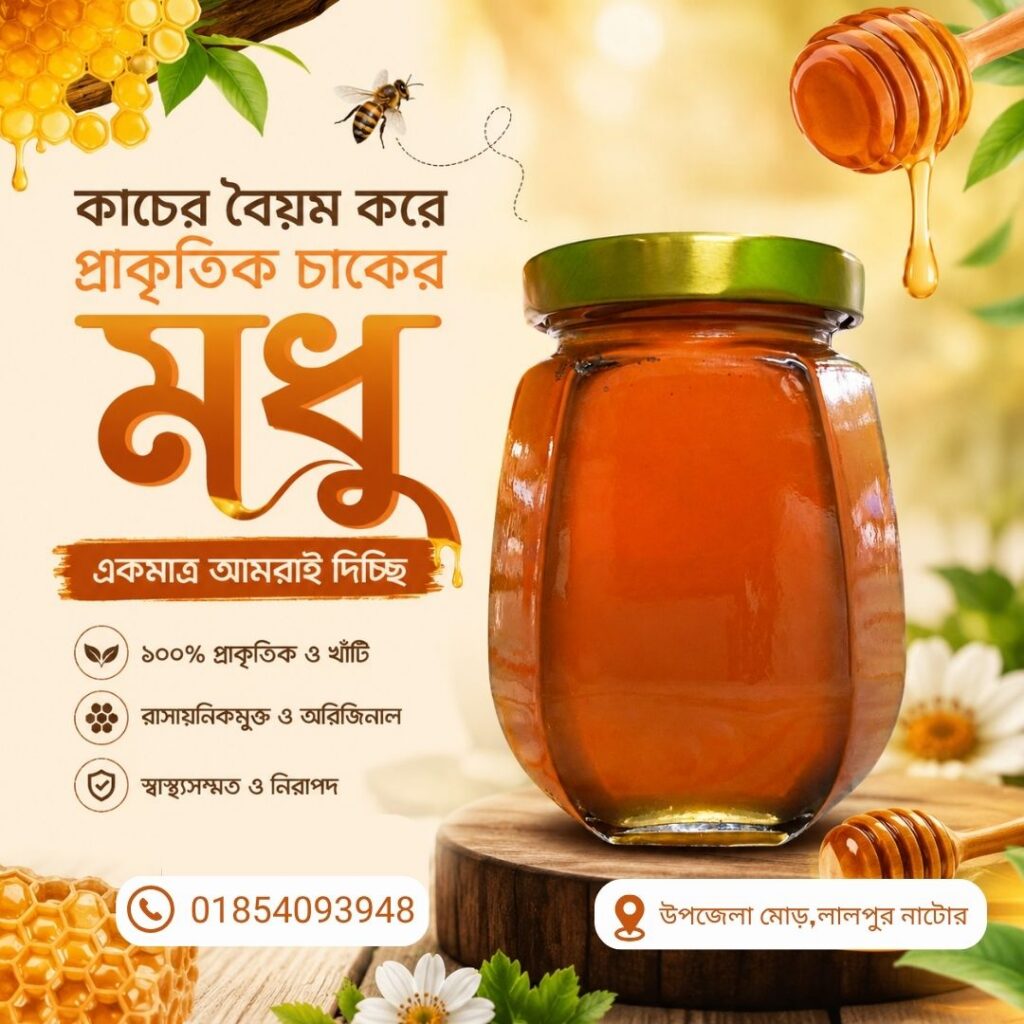 কাচের বৈয়ম করে
প্রাকৃতিক চাকের
মধু
একমাত্র আমরাই দিচ্ছি
১০০% প্রাকৃতিক ও খাঁটি
রাসায়নিকমুক্ত ও অরিজিনাল
স্বাস্থ্যসম্মত ও নিরাপদ
01854093948
উপজেলা মোড়,লালপুর নাটোর